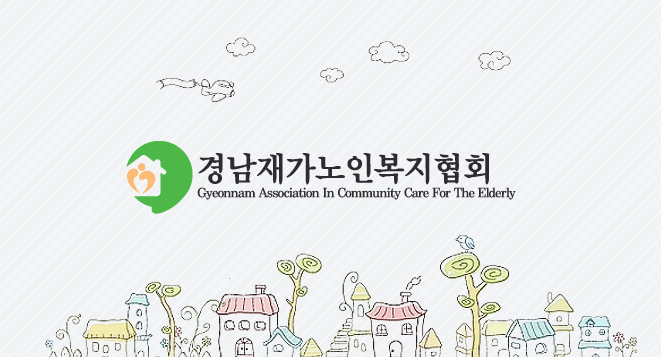 경남재가노인복지협회
Gyeonnam Association In Community Care For The Elderly